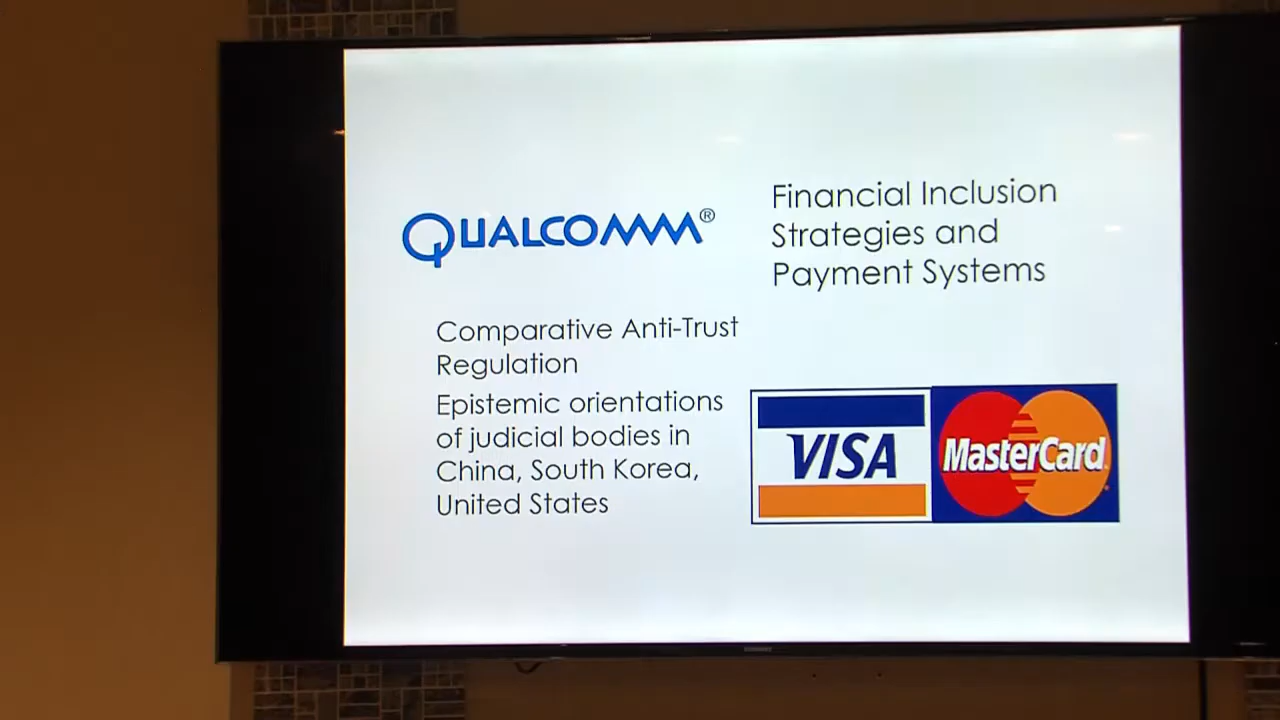 QUALCOMM®
Comparative Anti-Trust
Regulation
Epistemic orientations
of judicial bodies in
China, South Korea,
United States
Financial Inclusion
Strategies and
Payment Systems
VISA
MasterCard